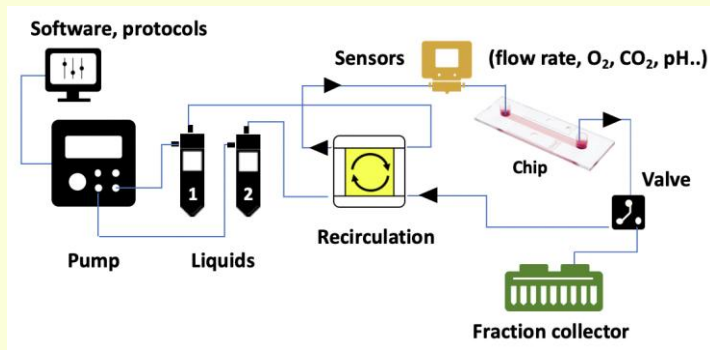 Software, protocols
Sensors
(flow rate, O₂, CO₂, pH..)
1
2
Chip
Valve
Recirculation
Pump
Liquids
Fraction collector